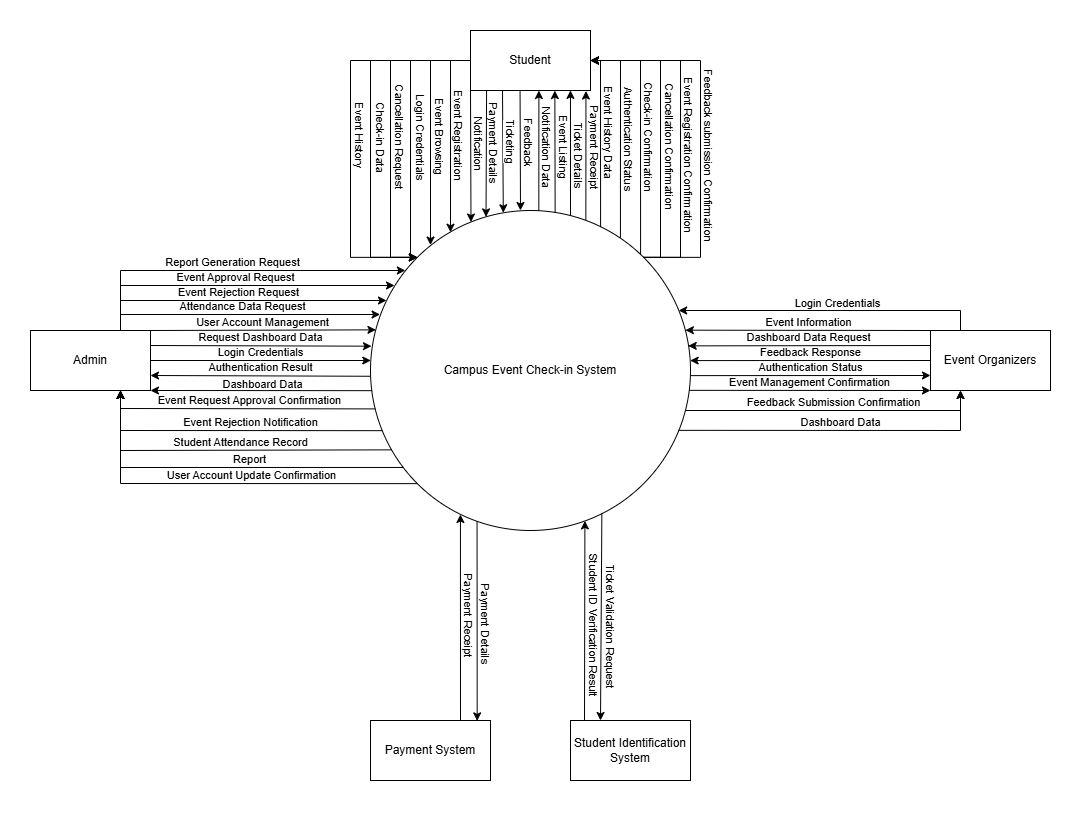 Student
Event History
Check-in Data
Cancellation Request
Login Credentials
Event Browsing
Event Registration
Notification
Payment Details
Ticketing
Feedback
Notification Data
Event Listing
Ticket Details
Payment Receipt
Event History Data
Authentication Status
Check-in Confirmation
Cancellation Confirmation
Event Registration Confirmation
Feedback submission Confirmation
Report Generation Request
Event Approval Request
Event Rejection Request
Attendance Data Request
User Account Management
Request Dashboard Data
Login Credentials
Authentication Result
Dashboard Data
Event Request Approval Confirmation
Event Rejection Notification
Student Attendance Record
Report
User Account Update Confirmation
Admin
Campus Event Check-in System
Login Credentials
Event Information
Dashboard Data Request
Feedback Response
Authentication Status
Event Management Confirmation
Feedback Submission Confirmation
Dashboard Data
Event Organizers
Payment Receipt
Payment Details
Student ID Verification Result
Ticket Validation Request
Payment System
Student Identification
System